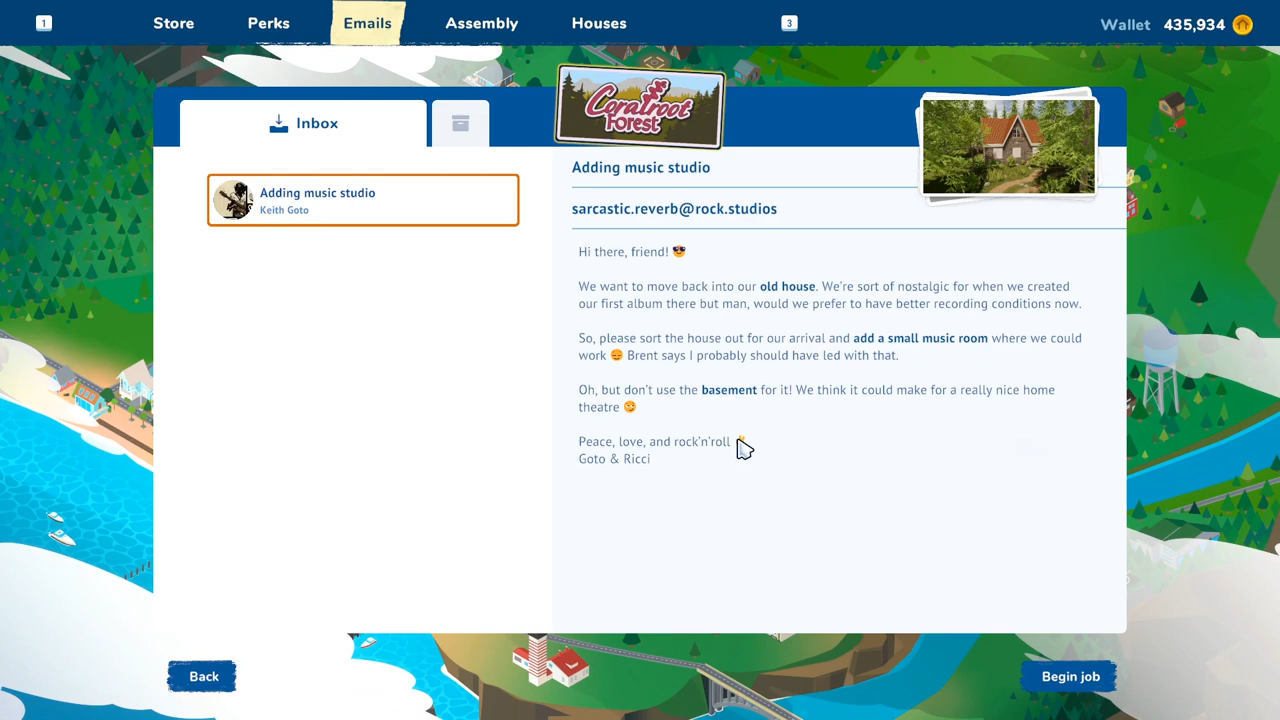 1 Store Perks Emails Assembly Houses 3 Wallet 435,934
Coralroot
Forest
Inbox
Adding music studio
Keith Goto
Adding music studio
sarcastic.reverb@rock.studios
Hi there, friend! 😎
We want to move back into our old house. We're sort of nostalgic for when we created
our first album there but man, would we prefer to have better recording conditions now.
So, please sort the house out for our arrival and add a small music room where we could
work 😄 Brent says I probably should have led with that.
Oh, but don't use the basement for it! We think it could make for a really nice home
theatre 😊
Peace, love, and rock'n'roll
Goto & Ricci
Back
Begin job